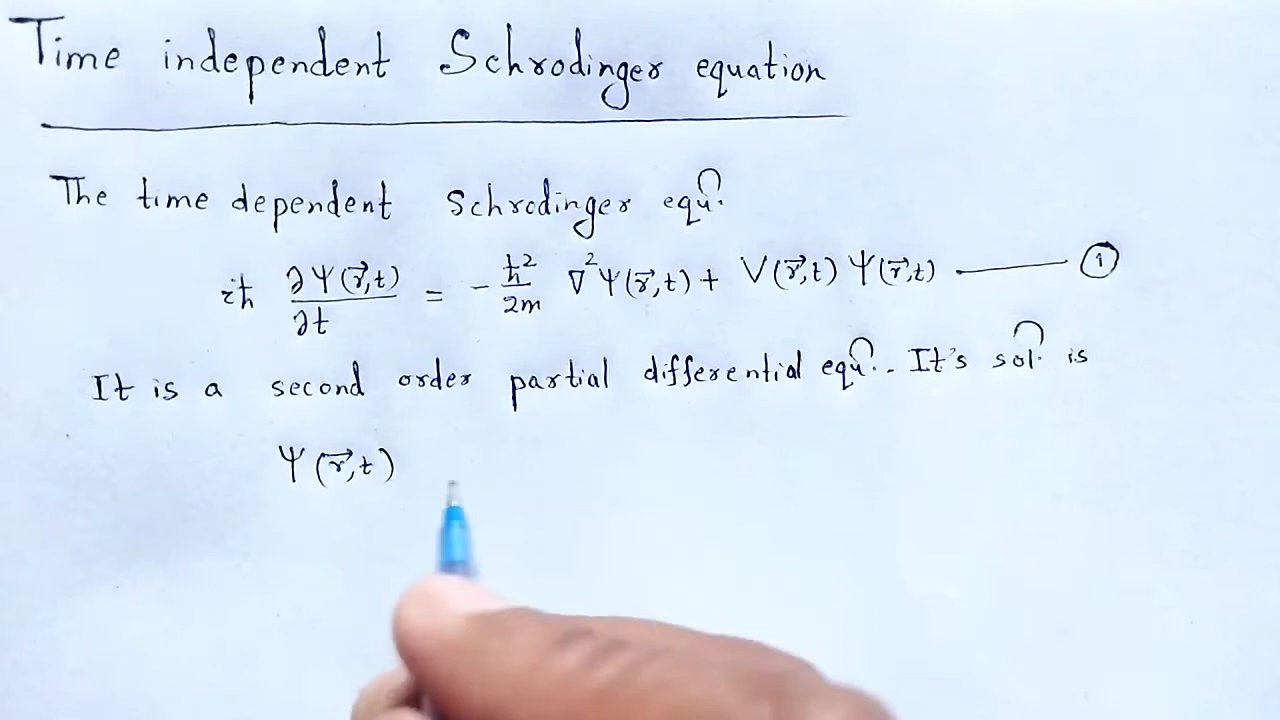 Time independent Schrodinger equation
The time dependent Schrodinger equⁿ.
iħ ∂Ψ(r⃗,t)/∂t = - ħ²/2m ∇²Ψ(r⃗,t) + V(r⃗,t) Ψ(r⃗,t) ——— ①
It is a second order partial differential equⁿ.. It's solⁿ. is
Ψ(r⃗,t)